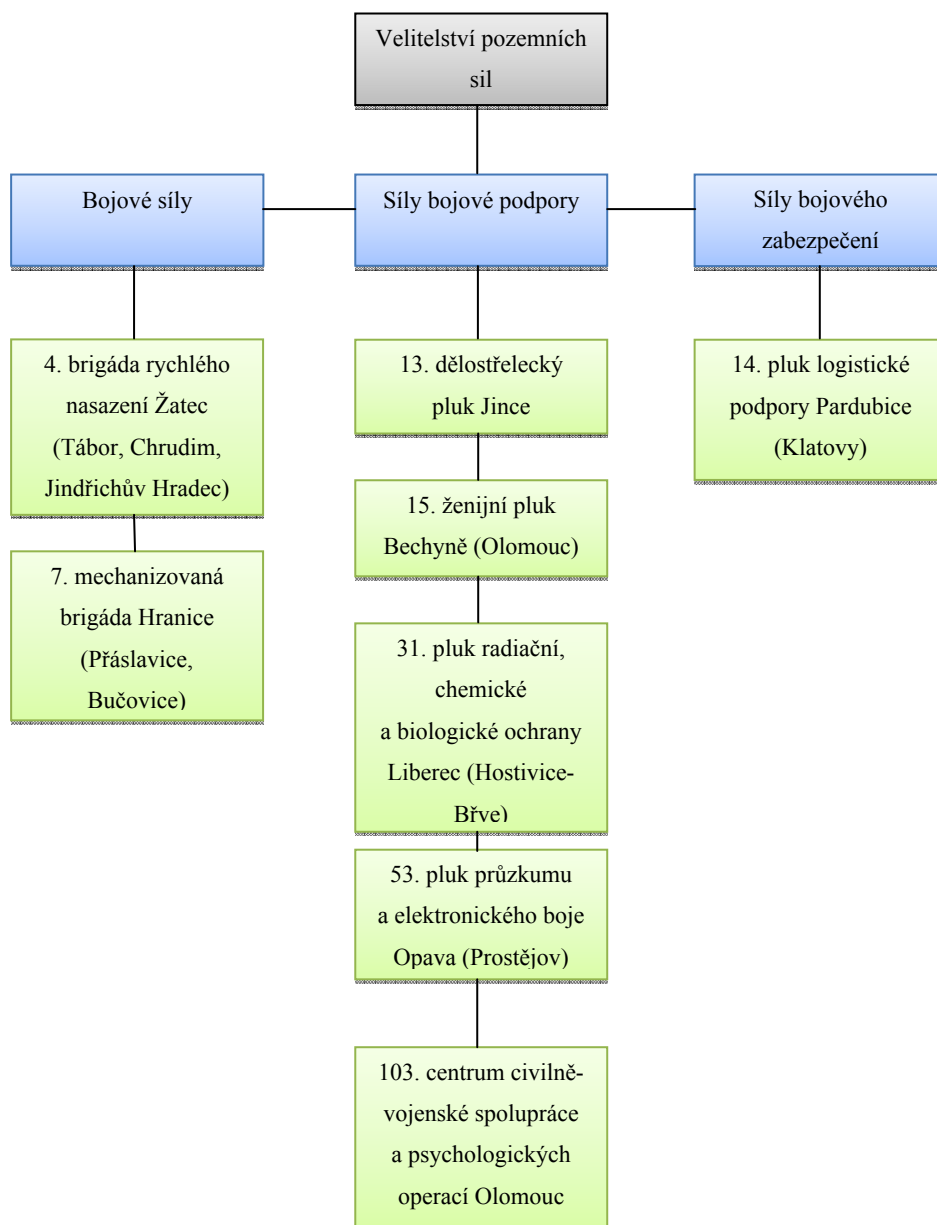 Velitelství pozemních
sil
Bojové síly
Síly bojové podpory
Síly bojového
zabezpečení
4. brigáda rychlého
nasazení Žatec
(Tábor, Chrudim,
Jindřichův Hradec)
7. mechanizovaná
brigáda Hranice
(Přáslavice,
Bučovice)
13. dělostřelecký
pluk Jince
15. ženijní pluk
Bechyně (Olomouc)
31. pluk radiační,
chemické
a biologické ochrany
Liberec (Hostivice-
Břve)
53. pluk průzkumu
a elektronického boje
Opava (Prostějov)
103. centrum civilně-
vojenské spolupráce
a psychologických
operací Olomouc
14. pluk logistické
podpory Pardubice
(Klatovy)